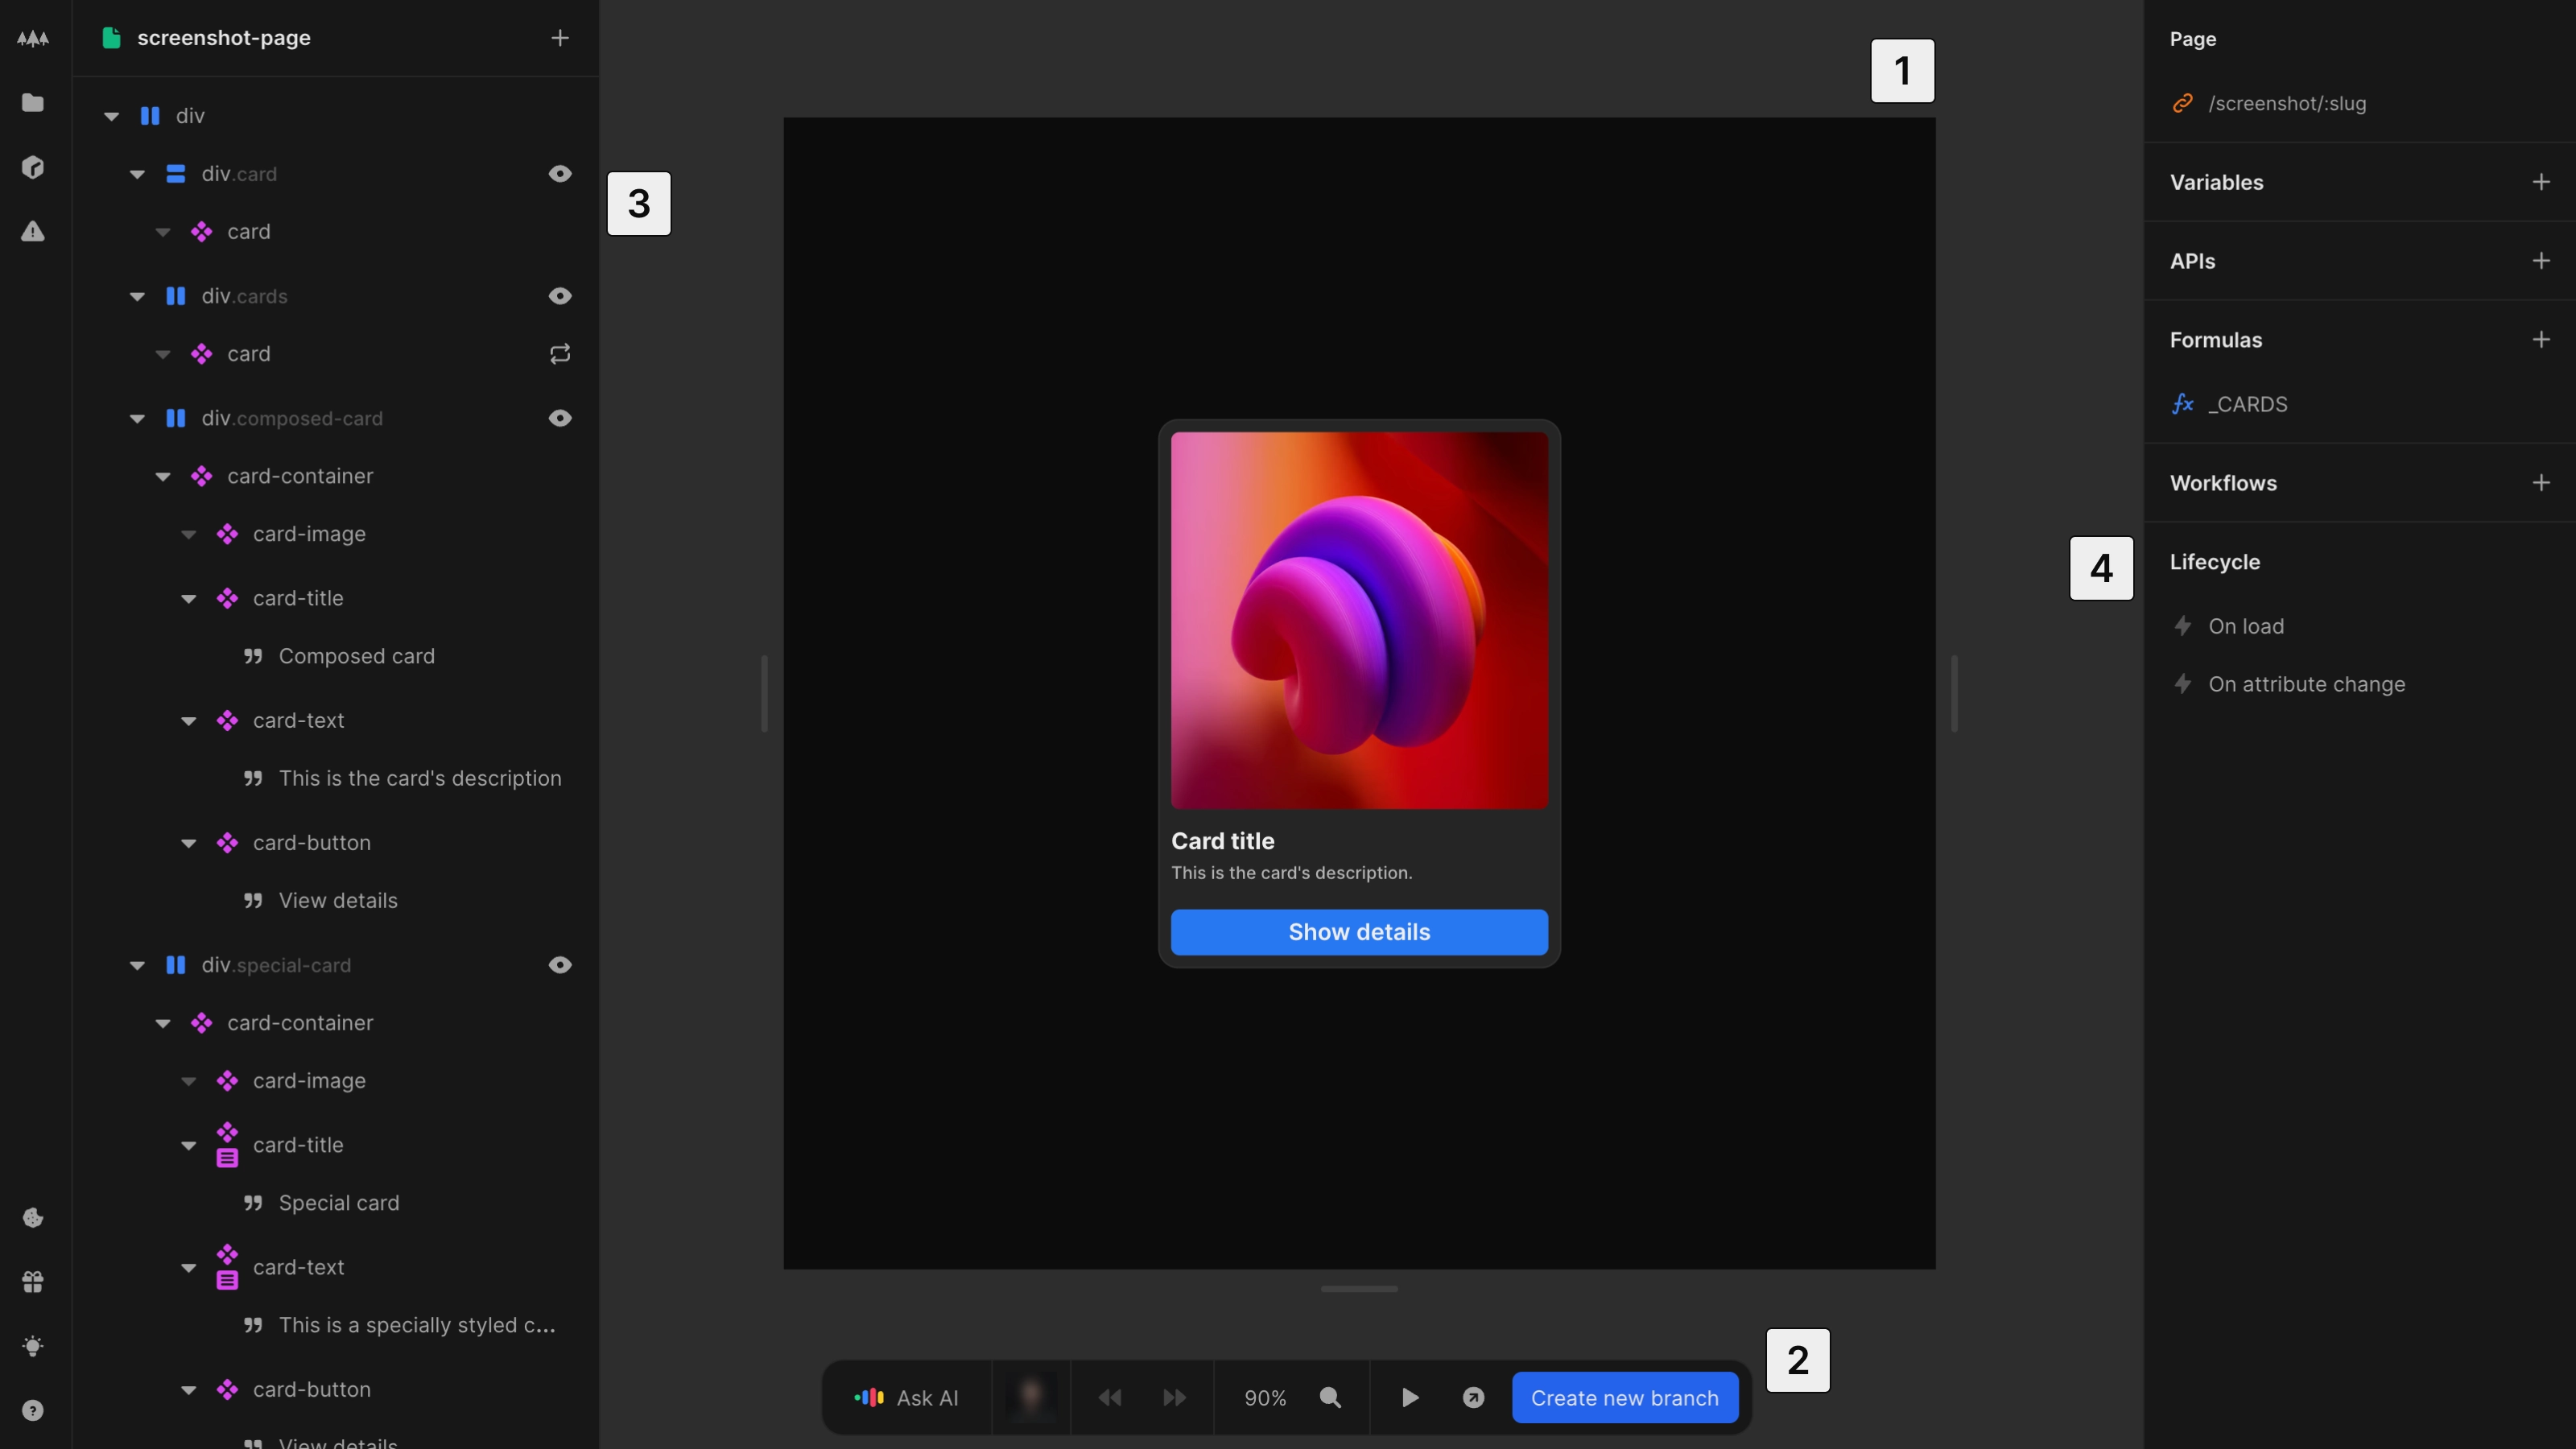 screenshot-page
div
div.card
card
div.cards
card
div.composed-card
card-container
card-image
card-title
Composed card
card-text
This is the card's description
card-button
View details
div.special-card
card-container
card-image
card-title
Special card
card-text
This is a specially styled c...
card-button
View details
1
3
Card title
This is the card's description.
Show details
Ask AI
90%
Create new branch
2
4
Page
/screenshot/:slug
Variables
APIs
Formulas
fx _CARDS
Workflows
Lifecycle
On load
On attribute change